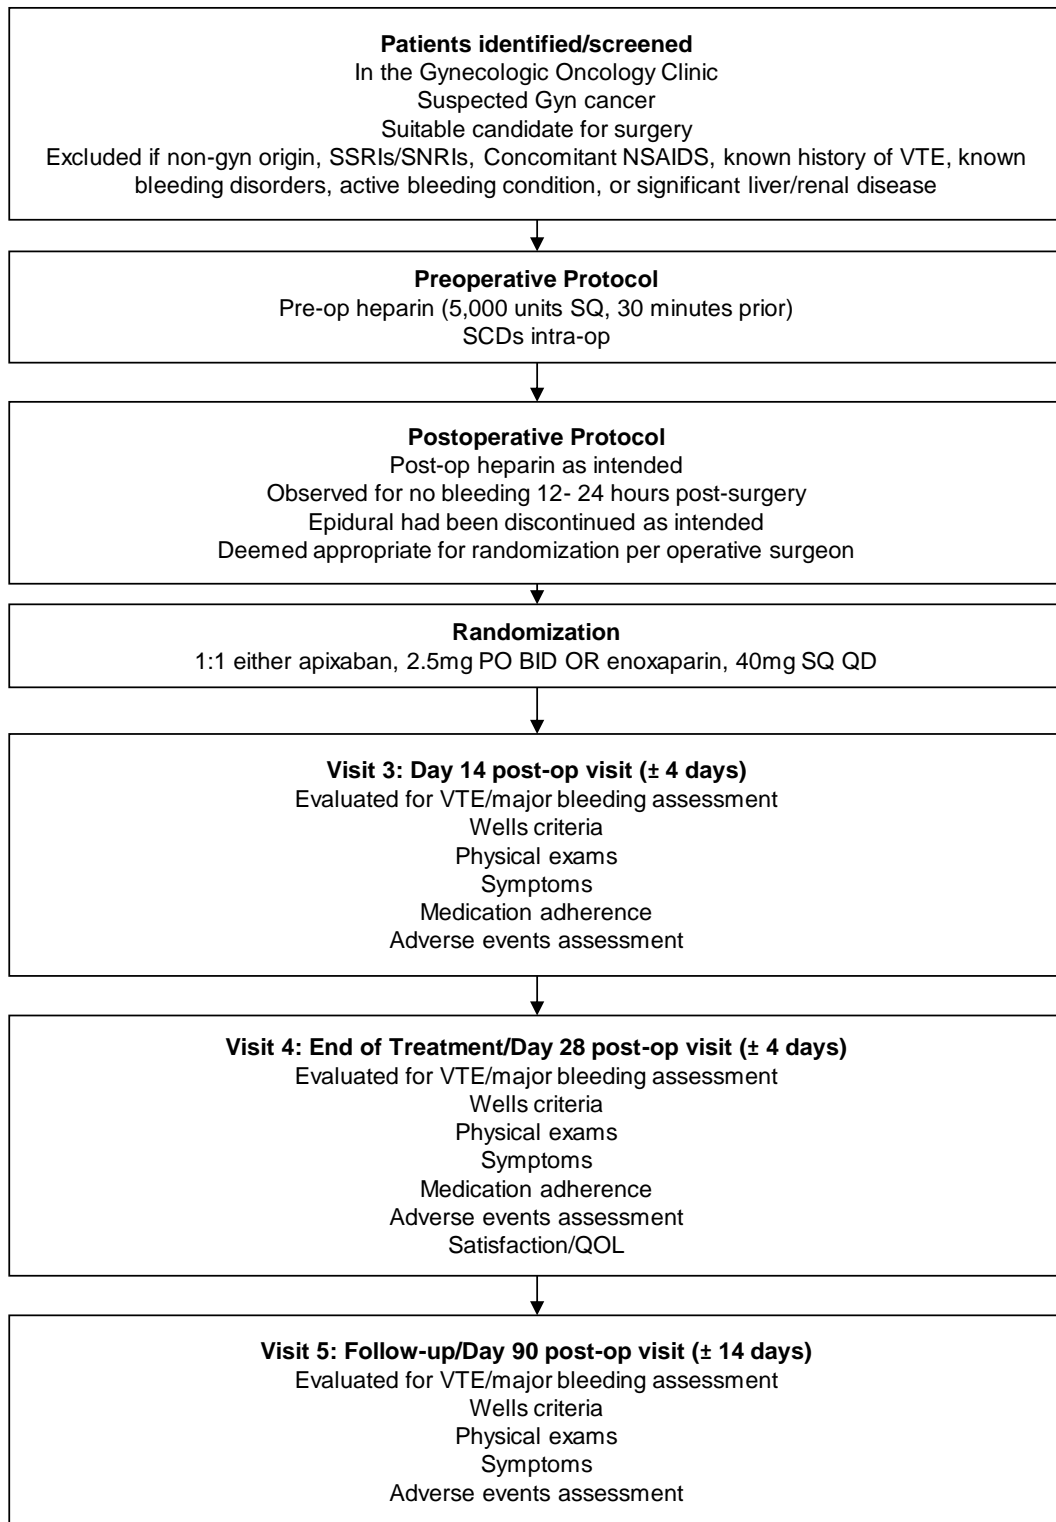 Patients identified/screened
In the Gynecologic Oncology Clinic
Suspected Gyn cancer
Suitable candidate for surgery
Excluded if non-gyn origin, SSRIs/SNRIs, Concomitant NSAIDS, known history of VTE, known
bleeding disorders, active bleeding condition, or significant liver/renal disease
Preoperative Protocol
Pre-op heparin (5,000 units SQ, 30 minutes prior)
SCDs intra-op
Postoperative Protocol
Post-op heparin as intended
Observed for no bleeding 12- 24 hours post-surgery
Epidural had been discontinued as intended
Deemed appropriate for randomization per operative surgeon
Randomization
1:1 either apixaban, 2.5mg PO BID OR enoxaparin, 40mg SQ QD
Visit 3: Day 14 post-op visit (± 4 days)
Evaluated for VTE/major bleeding assessment
Wells criteria
Physical exams
Symptoms
Medication adherence
Adverse events assessment
Visit 4: End of Treatment/Day 28 post-op visit (± 4 days)
Evaluated for VTE/major bleeding assessment
Wells criteria
Physical exams
Symptoms
Medication adherence
Adverse events assessment
Satisfaction/QOL
Visit 5: Follow-up/Day 90 post-op visit (± 14 days)
Evaluated for VTE/major bleeding assessment
Wells criteria
Physical exams
Symptoms
Adverse events assessment